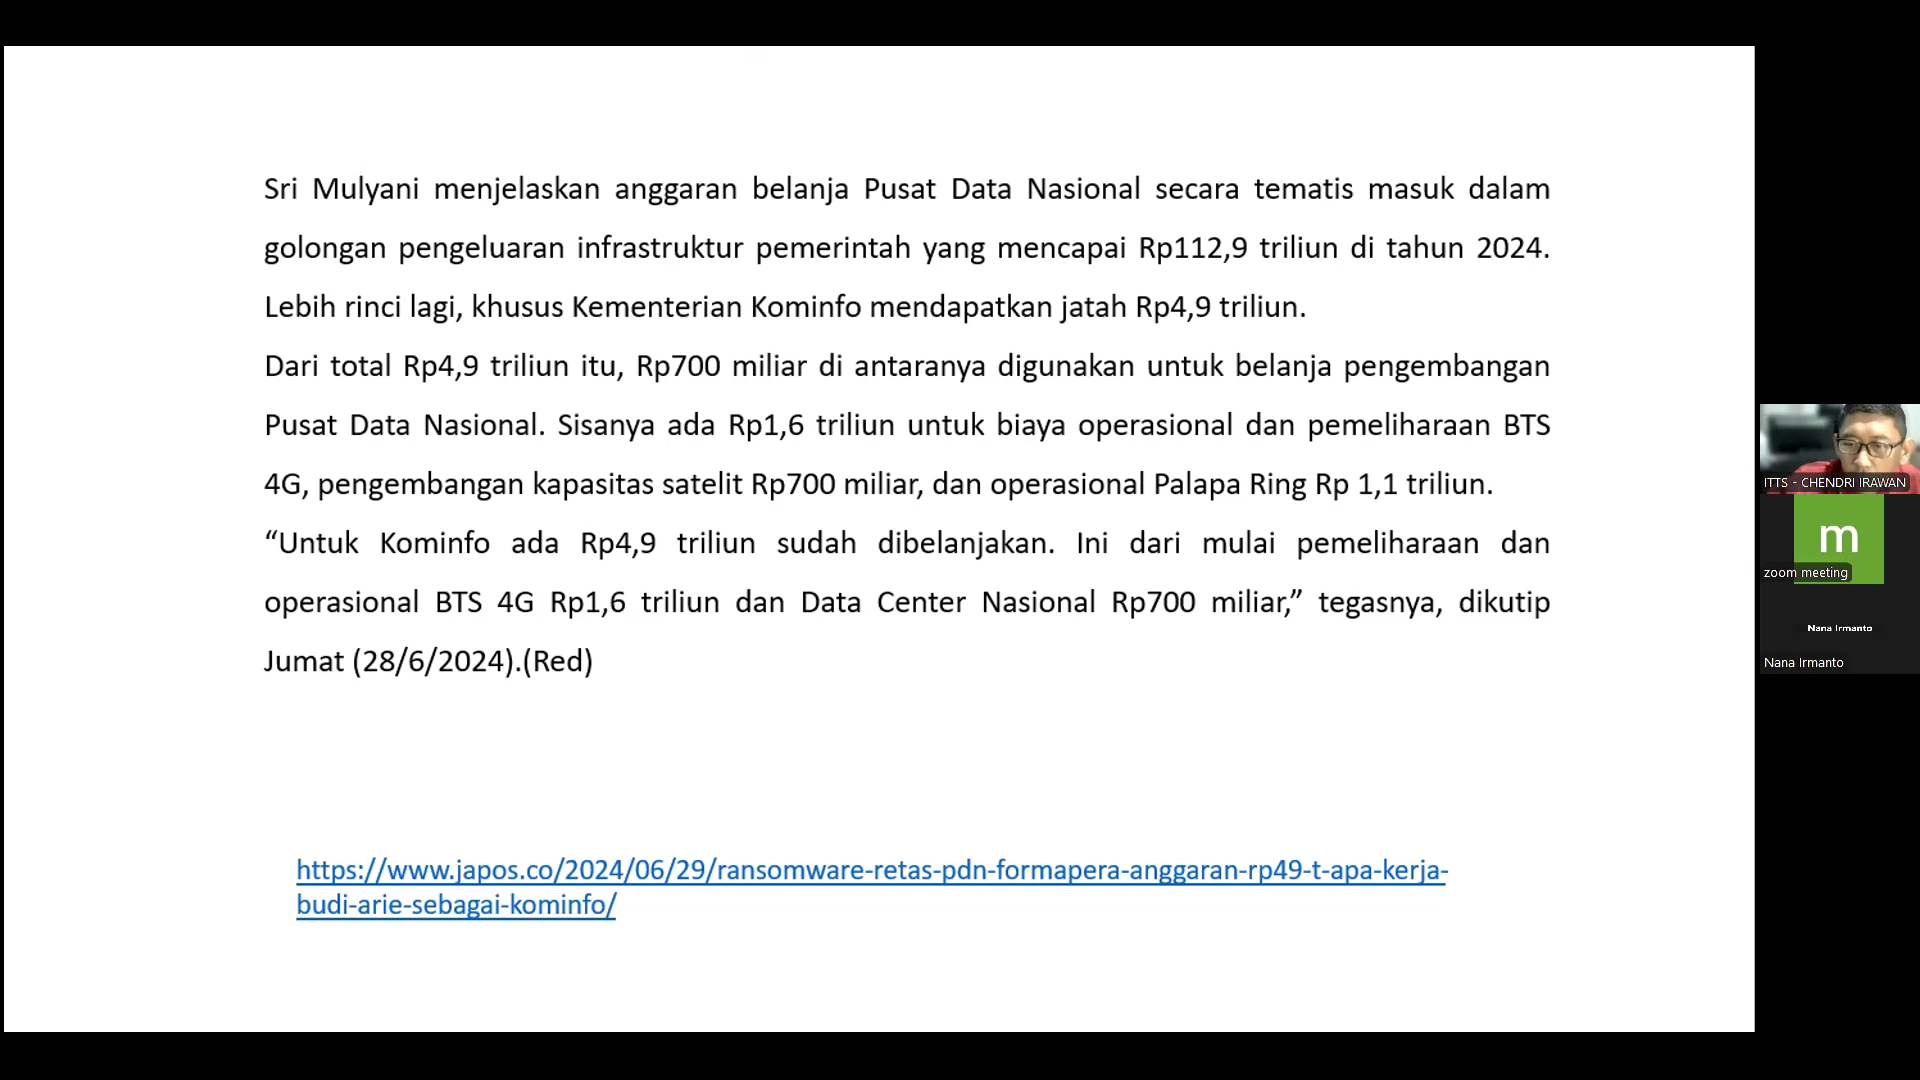 Sri Mulyani menjelaskan anggaran belanja Pusat Data Nasional secara tematis masuk dalam
golongan pengeluaran infrastruktur pemerintah yang mencapai Rp112,9 triliun di tahun 2024.
Lebih rinci lagi, khusus Kementerian Kominfo mendapatkan jatah Rp4,9 triliun.
Dari total Rp4,9 triliun itu, Rp700 miliar di antaranya digunakan untuk belanja pengembangan
Pusat Data Nasional. Sisanya ada Rp1,6 triliun untuk biaya operasional dan pemeliharaan BTS
4G, pengembangan kapasitas satelit Rp700 miliar, dan operasional Palapa Ring Rp 1,1 triliun.
“Untuk Kominfo ada Rp4,9 triliun sudah dibelanjakan. Ini dari mulai pemeliharaan dan
operasional BTS 4G Rp1,6 triliun dan Data Center Nasional Rp700 miliar,” tegasnya, dikutip
Jumat (28/6/2024).(Red)
https://www.japos.co/2024/06/29/ransomware-retas-pdn-formapera-anggaran-rp49-t-apa-kerja-
budi-arie-sebagai-kominfo/
ITTS - CHENDRI IRAWAN
m
zoom meeting
Nana Irmanto
Nana Irmanto